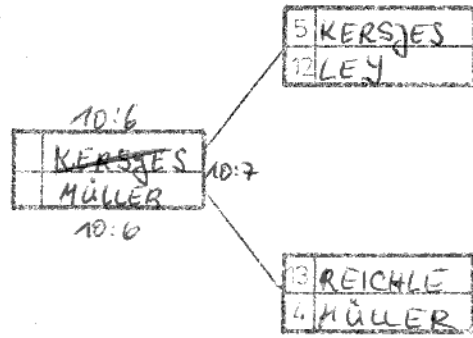 5 KERSJES
12 LEY
10:6
KERSJES
10:7
MÜLLER
10:6
13 REICHLE
4 MÜLLER